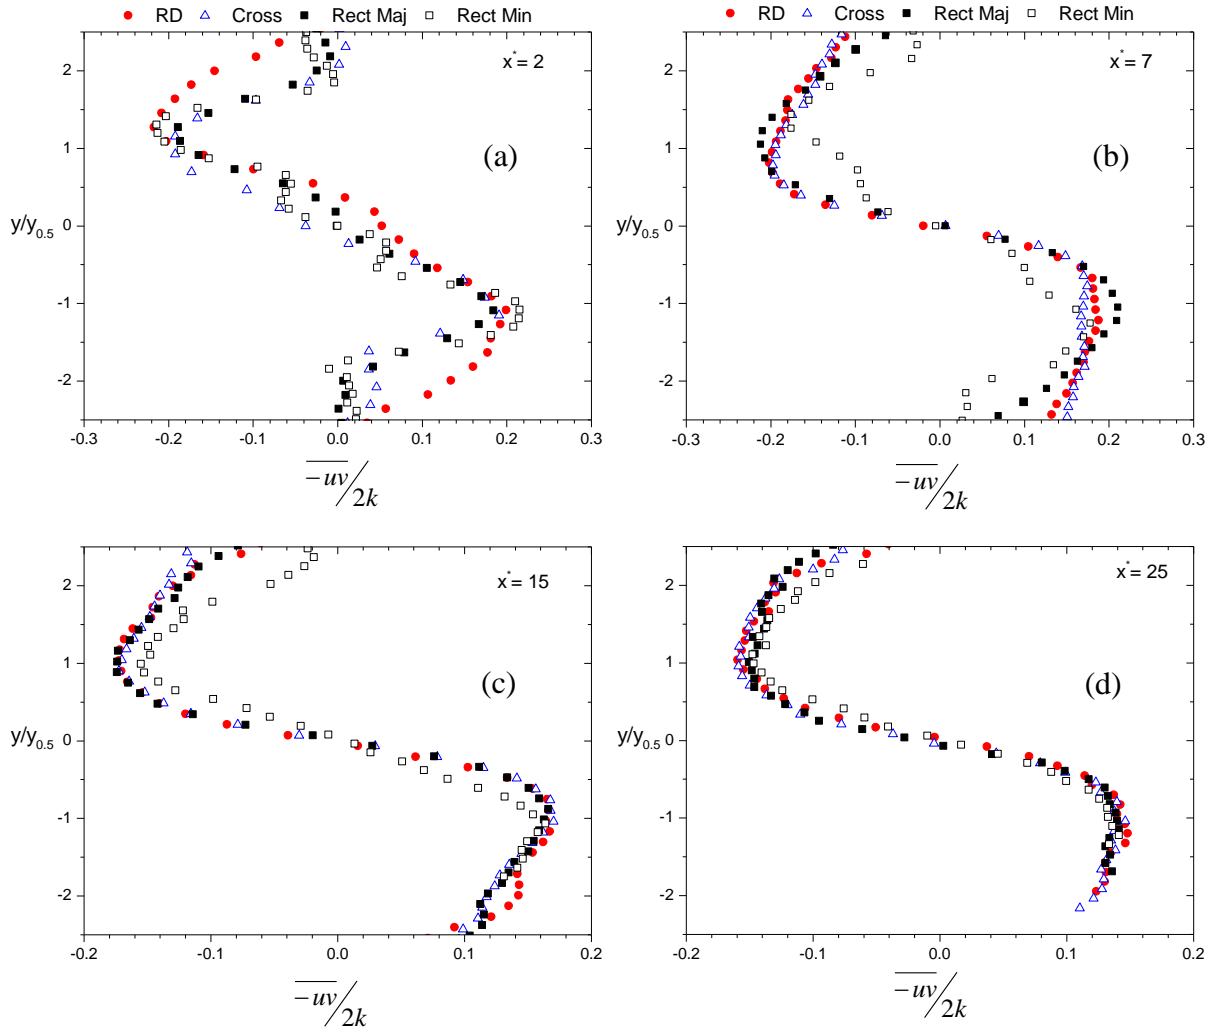 RD Cross Rect Maj Rect Min
RD Cross Rect Maj Rect Min
x*= 2
(a)
y/y0.5
2
1
0
-1
-2
-0.3 -0.2 -0.1 0.0 0.1 0.2 0.3
-uv/2k
x*= 7
(b)
y/y0.5
2
1
0
-1
-2
-0.3 -0.2 -0.1 0.0 0.1 0.2 0.3
-uv/2k
x*= 15
(c)
y/y0.5
2
1
0
-1
-2
-0.2 -0.1 0.0 0.1 0.2
-uv/2k
x*= 25
(d)
y/y0.5
2
1
0
-1
-2
-0.2 -0.1 0.0 0.1 0.2
-uv/2k